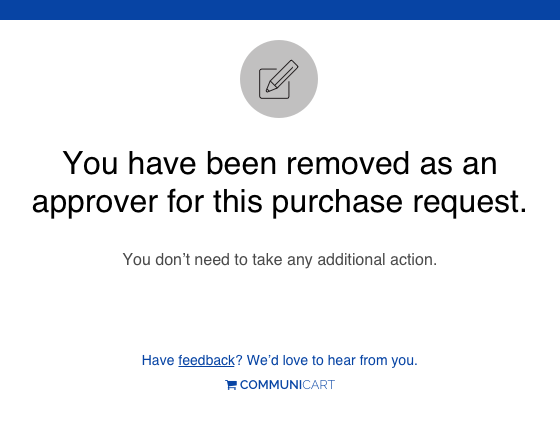 You have been removed as an
approver for this purchase request.
You don’t need to take any additional action.
Have feedback? We’d love to hear from you.
COMMUNICART